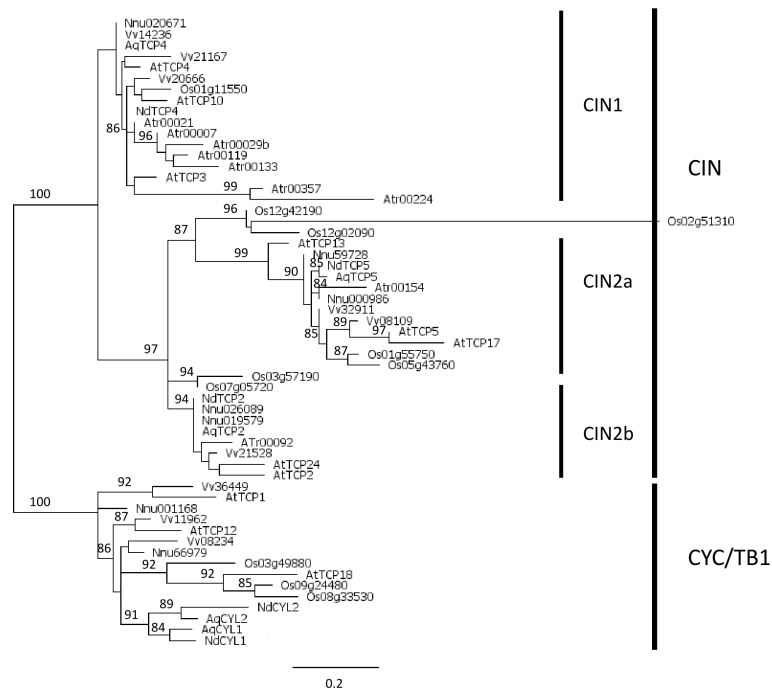 Nnu020671
Vv14236
AqTCP4
Vv21167
AtTCP4
Vv20666
Os01g11550
AtTCP10
NdTCP4
Atr00021
86
96
Atr00007
Atr00029b
Atr00119
Atr00133
AtTCP3
99
Atr00357
Atr00224
100
96
Os12g42190
Os02g51310
87
Os12g02090
AtTCP13
99
Nnu59728
85
NdTCP5
90
AqTCP5
84
Atr00154
Nnu000986
Vv32911
89
Vv08109
85
97
AtTCP5
AtTCP17
97
87
Os01g55750
Os05g43760
94
Os03g57190
Os07g05720
94
NdTCP2
Nnu026089
Nnu019579
AqTCP2
ATr00092
Vv21528
AtTCP24
AtTCP2
92
Vv36449
AtTCP1
100
Nnu001168
87
Vv11962
AtTCP12
86
Vv08234
Nnu66979
92
Os03g49880
92
AtTCP18
85
Os09g24480
Os08g33530
89
NdCYL2
91
AqCYL2
84
AqCYL1
NdCYL1
CIN1
CIN
CIN2a
CIN2b
CYC/TB1
0.2